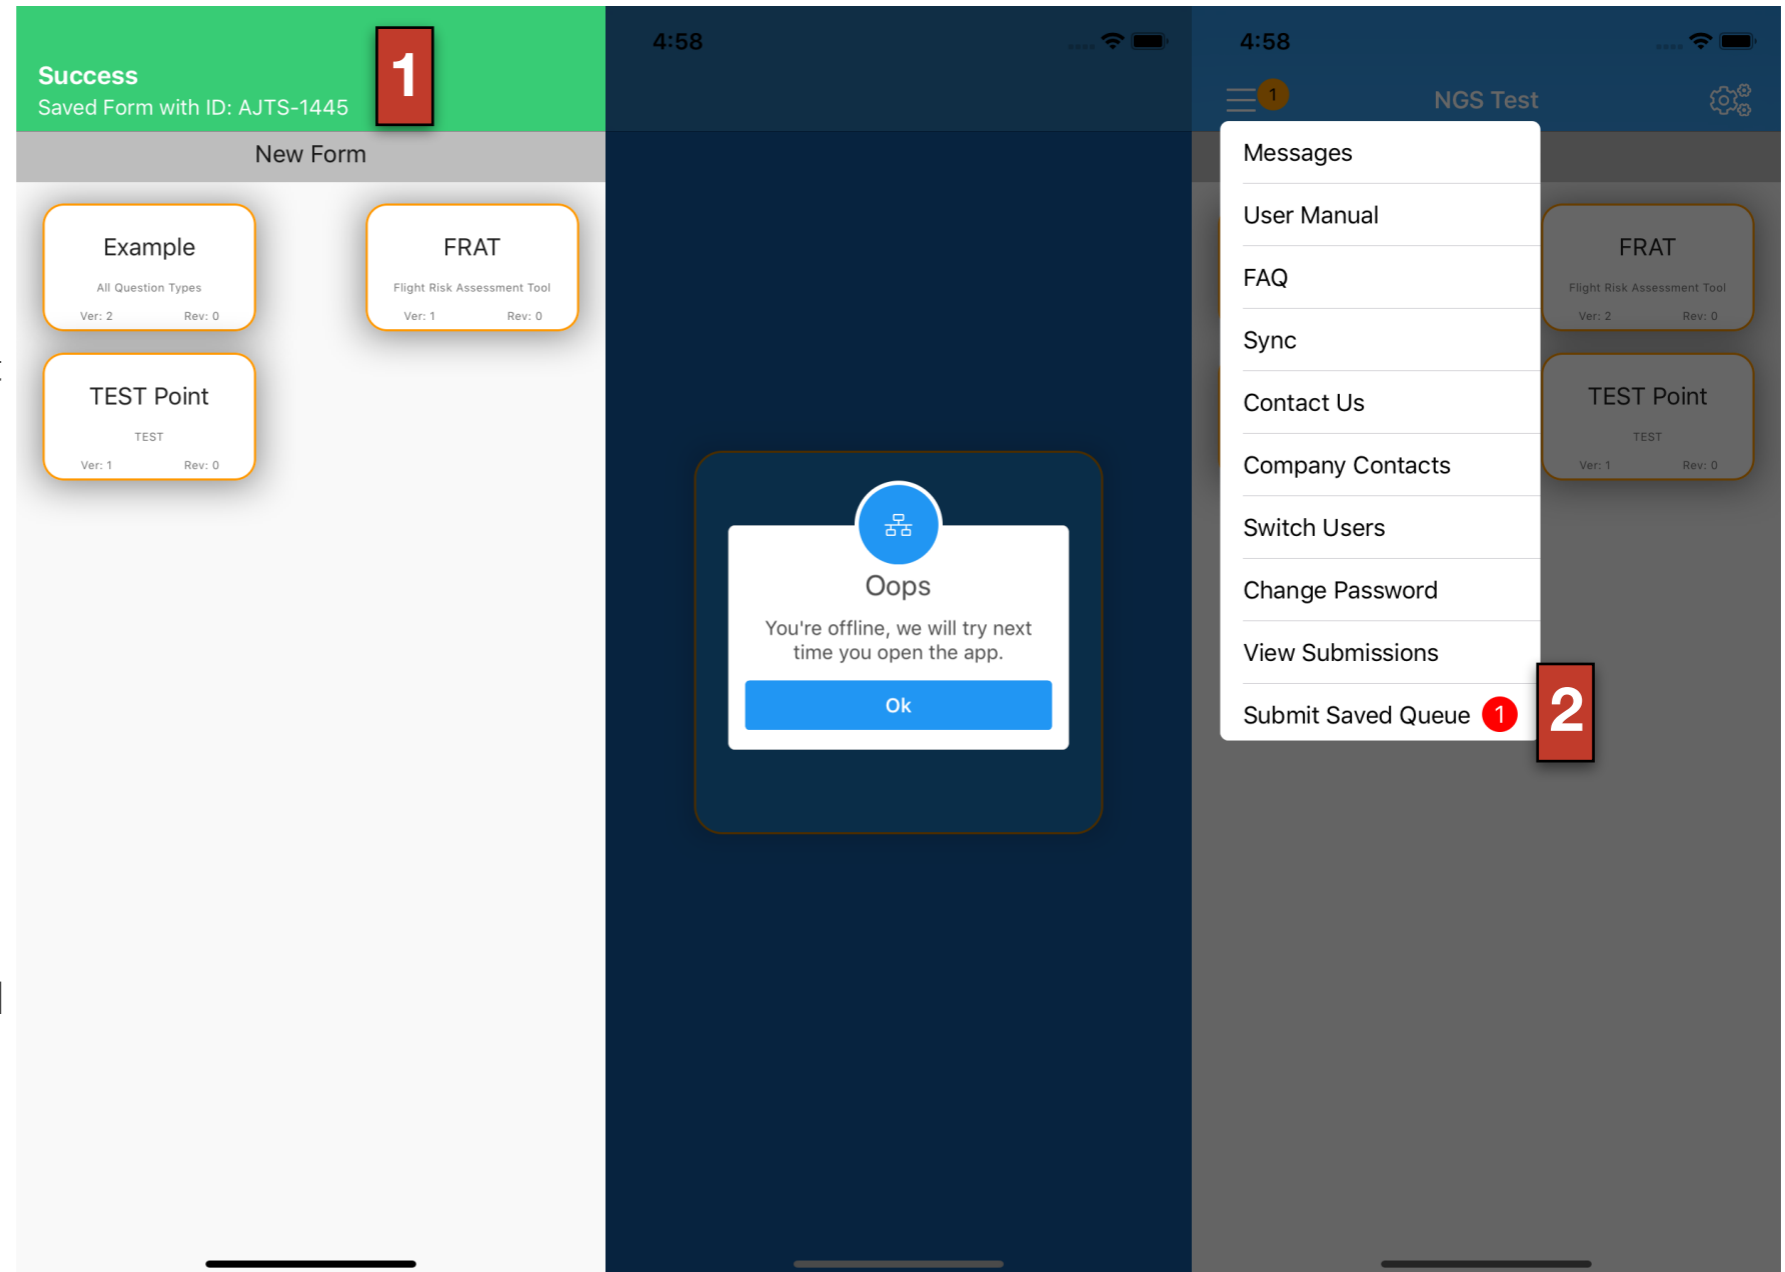 Success
Saved Form with ID: AJTS-1445
1
New Form
Example
All Question Types
Ver: 2 Rev: 0
FRAT
Flight Risk Assessment Tool
Ver: 1 Rev: 0
TEST Point
TEST
Ver: 1 Rev: 0
4:58
Oops
You're offline, we will try next
time you open the app.
Ok
4:58
1
NGS Test
Messages
User Manual
FAQ
Sync
Contact Us
Company Contacts
Switch Users
Change Password
View Submissions
Submit Saved Queue 1
2
FRAT
Flight Risk Assessment Tool
Ver: 2 Rev: 0
TEST Point
TEST
Ver: 1 Rev: 0